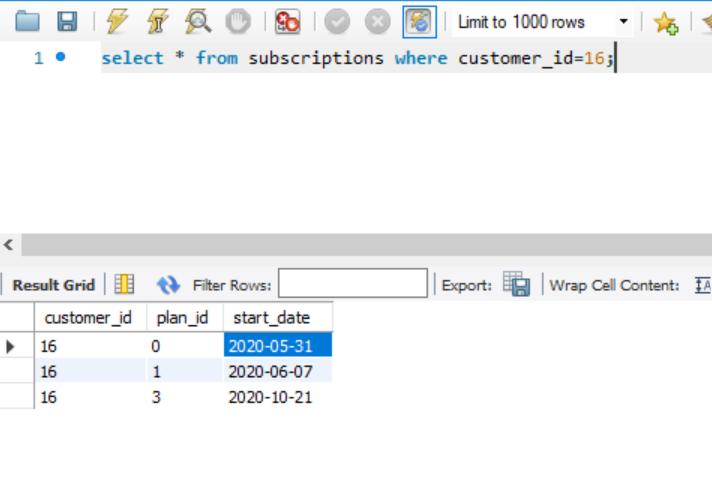 Limit to 1000 rows
1 select * from subscriptions where customer_id=16;
Result Grid Filter Rows: Export: Wrap Cell Content:
customer_id plan_id start_date
16 0 2020-05-31
16 1 2020-06-07
16 3 2020-10-21